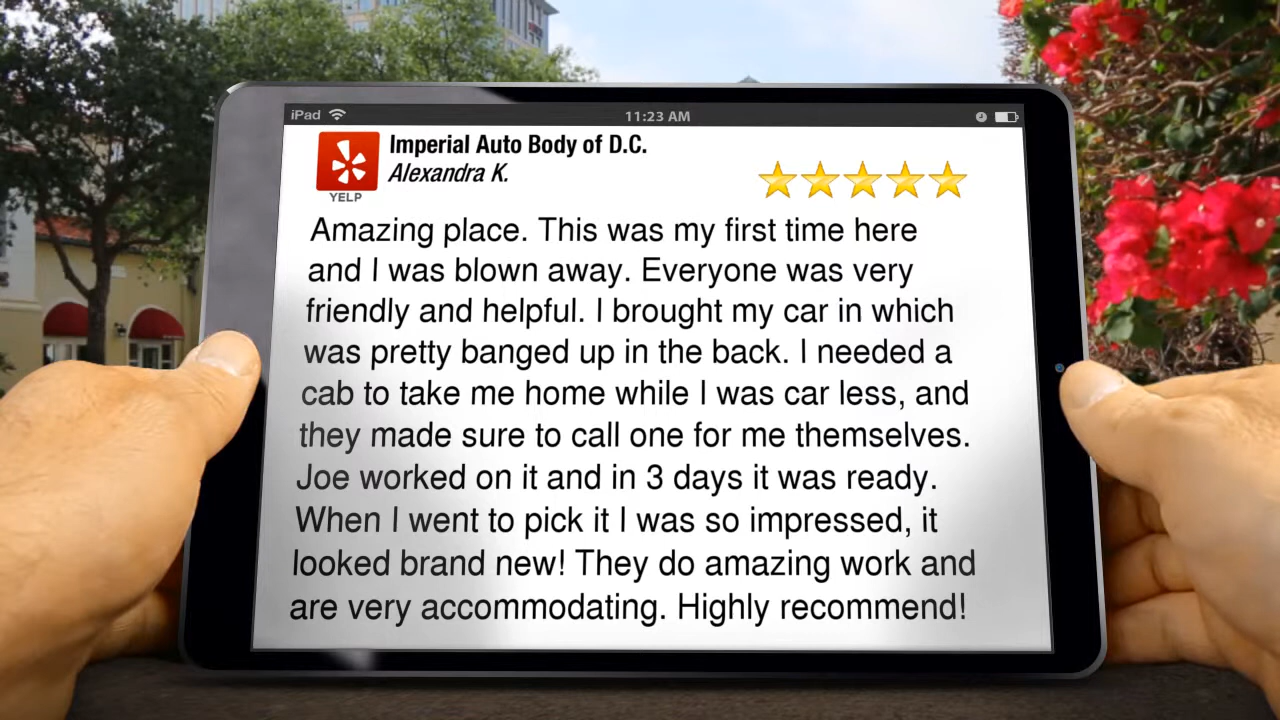 iPad 11:23 AM
Imperial Auto Body of D.C.
Alexandra K.
YELP
Amazing place. This was my first time here
and I was blown away. Everyone was very
friendly and helpful. I brought my car in which
was pretty banged up in the back. I needed a
cab to take me home while I was car less, and
they made sure to call one for me themselves.
Joe worked on it and in 3 days it was ready.
When I went to pick it I was so impressed, it
looked brand new! They do amazing work and
are very accommodating. Highly recommend!